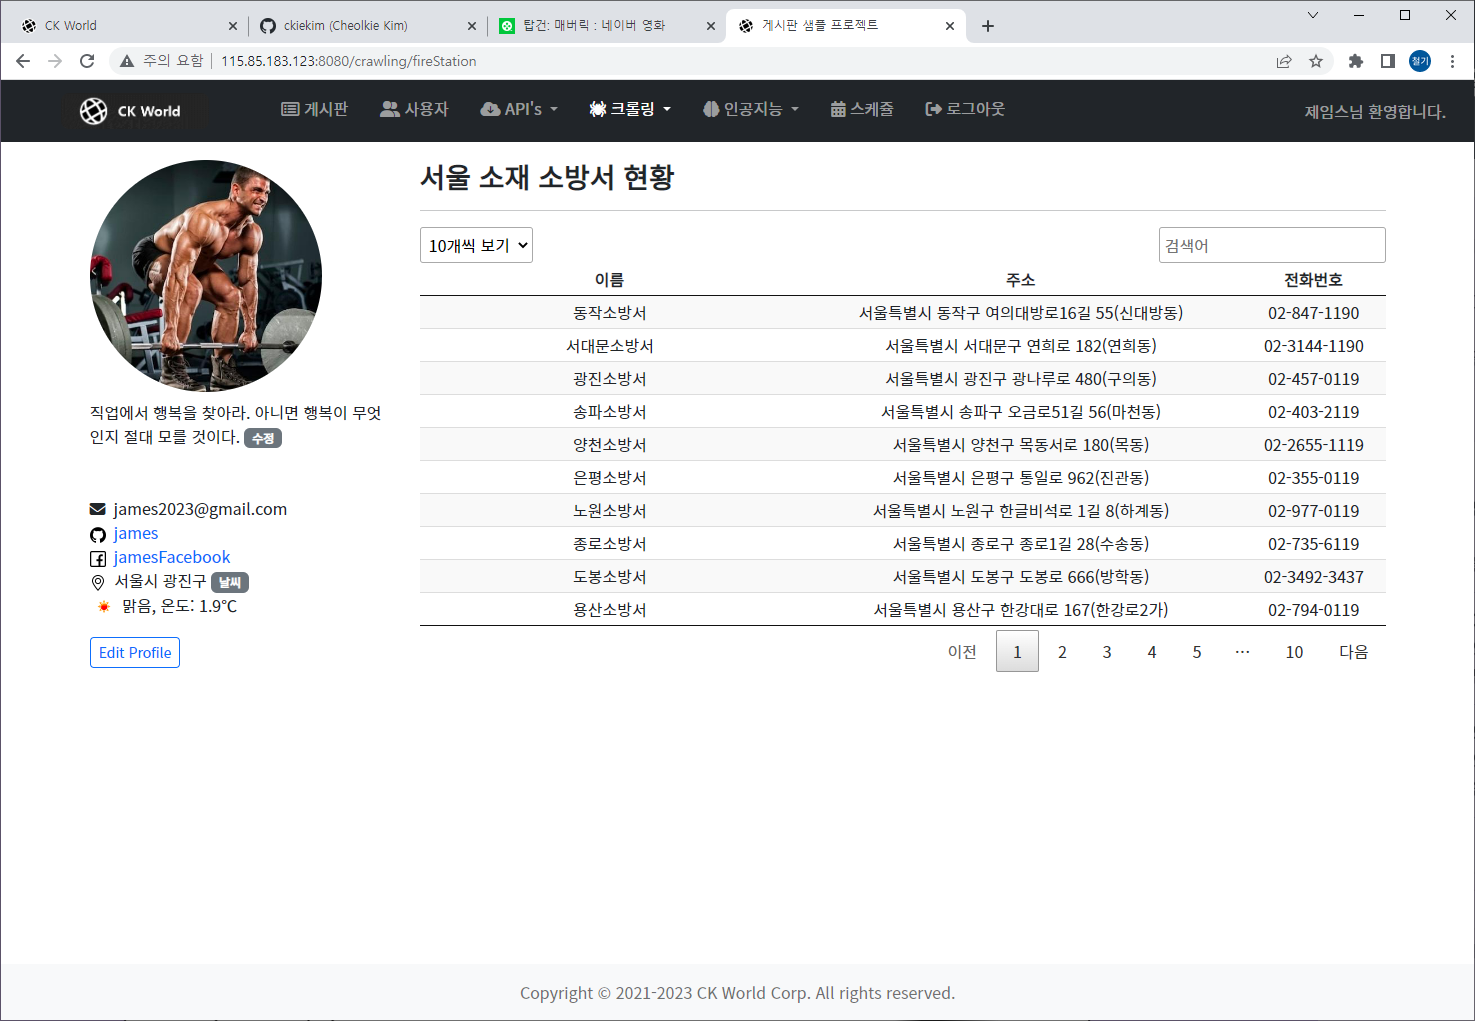 CK World
ckiekim (Cheolkie Kim)
탑건: 매버릭 : 네이버 영화
게시판 샘플 프로젝트
주의 요함 115.85.183.123:8080/crawling/fireStation
철기
CK World
게시판 사용자 API's 크롤링 인공지능 스케쥴 로그아웃
제임스님 환영합니다.
직업에서 행복을 찾아라. 아니면 행복이 무엇
인지 절대 모를 것이다. 수정
james2023@gmail.com
james
jamesFacebook
서울시 광진구 날씨
맑음, 온도: 1.9℃
Edit Profile
서울 소재 소방서 현황
10개씩 보기 검색어
이름 주소 전화번호
동작소방서 서울특별시 동작구 여의대방로16길 55(신대방동) 02-847-1190
서대문소방서 서울특별시 서대문구 연희로 182(연희동) 02-3144-1190
광진소방서 서울특별시 광진구 광나루로 480(구의동) 02-457-0119
송파소방서 서울특별시 송파구 오금로51길 56(마천동) 02-403-2119
양천소방서 서울특별시 양천구 목동서로 180(목동) 02-2655-1119
은평소방서 서울특별시 은평구 통일로 962(진관동) 02-355-0119
노원소방서 서울특별시 노원구 한글비석로 1길 8(하계동) 02-977-0119
종로소방서 서울특별시 종로구 종로1길 28(수송동) 02-735-6119
도봉소방서 서울특별시 도봉구 도봉로 666(방학동) 02-3492-3437
용산소방서 서울특별시 용산구 한강대로 167(한강로2가) 02-794-0119
이전 1 2 3 4 5 … 10 다음
Copyright © 2021-2023 CK World Corp. All rights reserved.